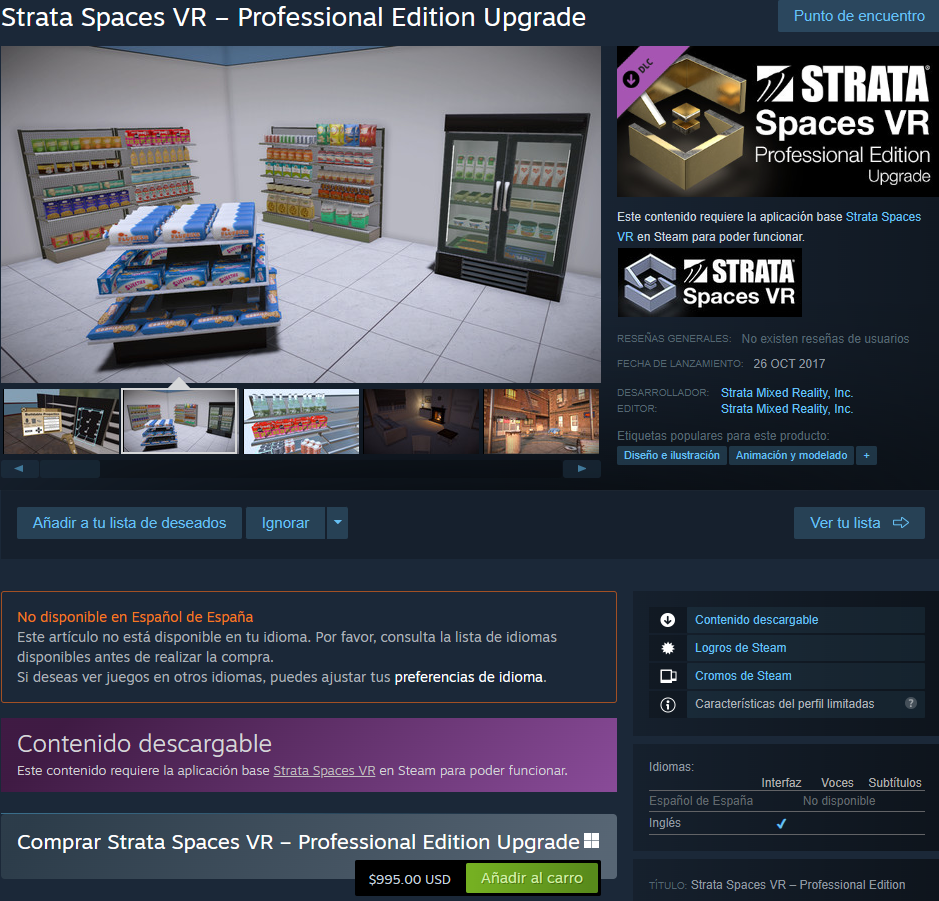 Strata Spaces VR – Professional Edition Upgrade
Punto de encuentro
DLC
STRATA
Spaces VR
Professional Edition
Upgrade
Este contenido requiere la aplicación base Strata Spaces
VR en Steam para poder funcionar.
STRATA
Spaces VR
RESEÑAS GENERALES: No existen reseñas de usuarios
FECHA DE LANZAMIENTO: 26 OCT 2017
DESARROLLADOR: Strata Mixed Reality, Inc.
EDITOR: Strata Mixed Reality, Inc.
Etiquetas populares para este producto:
Diseño e ilustración Animación y modelado +
Añadir a tu lista de deseados Ignorar Ver tu lista
No disponible en Español de España
Este artículo no está disponible en tu idioma. Por favor, consulta la lista de idiomas
disponibles antes de realizar la compra.
Si deseas ver juegos en otros idiomas, puedes ajustar tus preferencias de idioma.
Contenido descargable
Este contenido requiere la aplicación base Strata Spaces VR en Steam para poder funcionar.
Comprar Strata Spaces VR – Professional Edition Upgrade
$995.00 USD Añadir al carro
Contenido descargable
Logros de Steam
Cromos de Steam
Características del perfil limitadas ?
Idiomas:
Interfaz Voces Subtítulos
Español de España No disponible
Inglés ✔
TÍTULO: Strata Spaces VR – Professional Edition